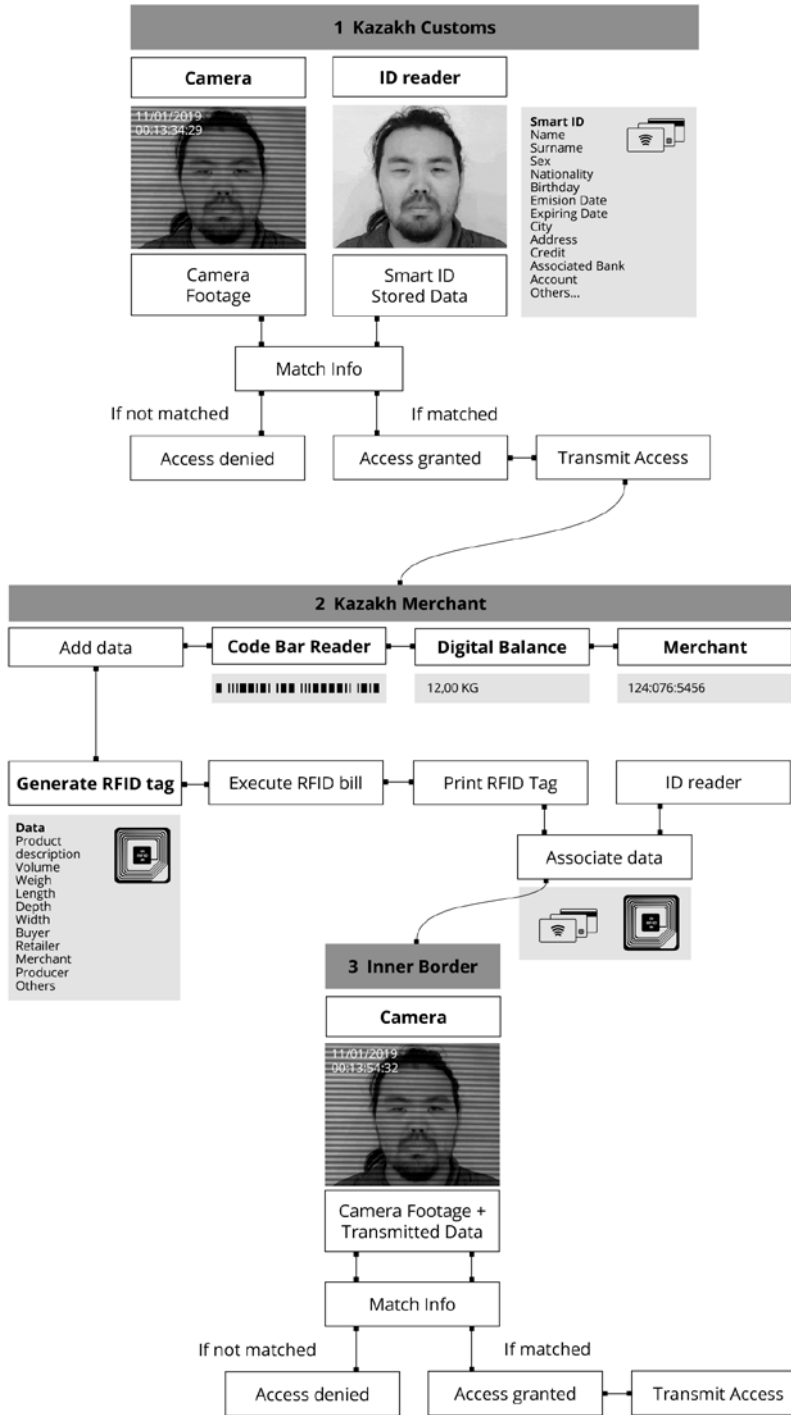 1 Kazakh Customs
Camera
ID reader
11/01/2019
00:13:34:29
Smart ID
Name
Surname
Sex
Nationality
Birthday
Emision Date
Expiring Date
City
Address
Credit
Associated Bank
Account
Others...
Camera
Footage
Smart ID
Stored Data
Match Info
If not matched
If matched
Access denied
Access granted
Transmit Access
2 Kazakh Merchant
Add data
Code Bar Reader
Digital Balance
Merchant
12,00 KG
124:076:5456
Generate RFID tag
Execute RFID bill
Print RFID Tag
ID reader
Data
Product
description
Volume
Weigh
Length
Depth
Width
Buyer
Retailer
Merchant
Producer
Others
Associate data
3 Inner Border
Camera
11/01/2019
00:13:54:32
Camera Footage +
Transmitted Data
Match Info
If not matched
If matched
Access denied
Access granted
Transmit Access